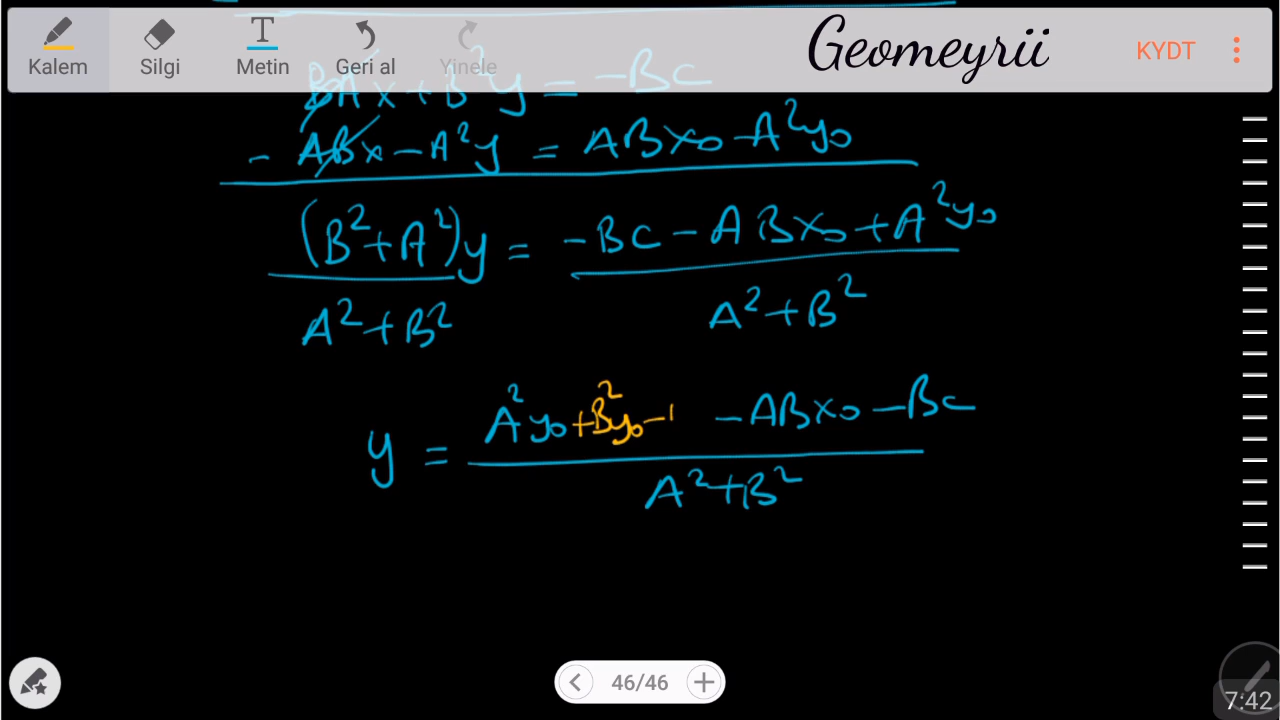 Kalem Silgi Metin Geri al Yinele Geomeyrii KYDT
BAx + B²y = -BC
- ABx - A²y = ABx₀ - A²y₀
(B² + A²)y = -BC - ABx₀ + A²y₀
A² + B² A² + B²
y = A²y₀ + B²y₀ - ABx₀ - BC
A² + B²
46/46
7:42